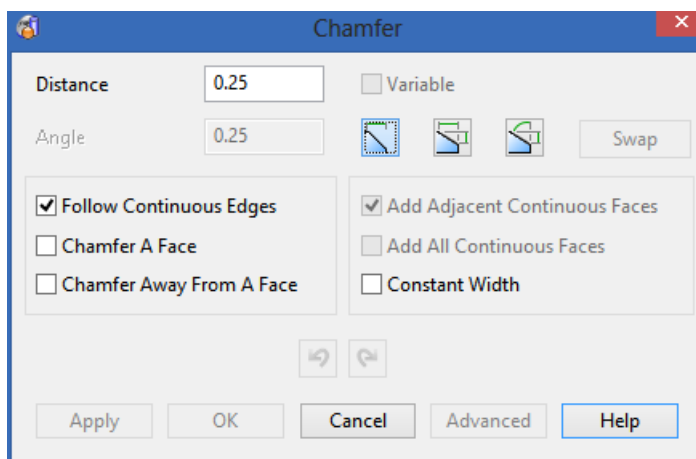 Chamfer
Distance 0.25 Variable
Angle 0.25 Swap
Follow Continuous Edges Add Adjacent Continuous Faces
Chamfer A Face Add All Continuous Faces
Chamfer Away From A Face Constant Width
Apply OK Cancel Advanced Help